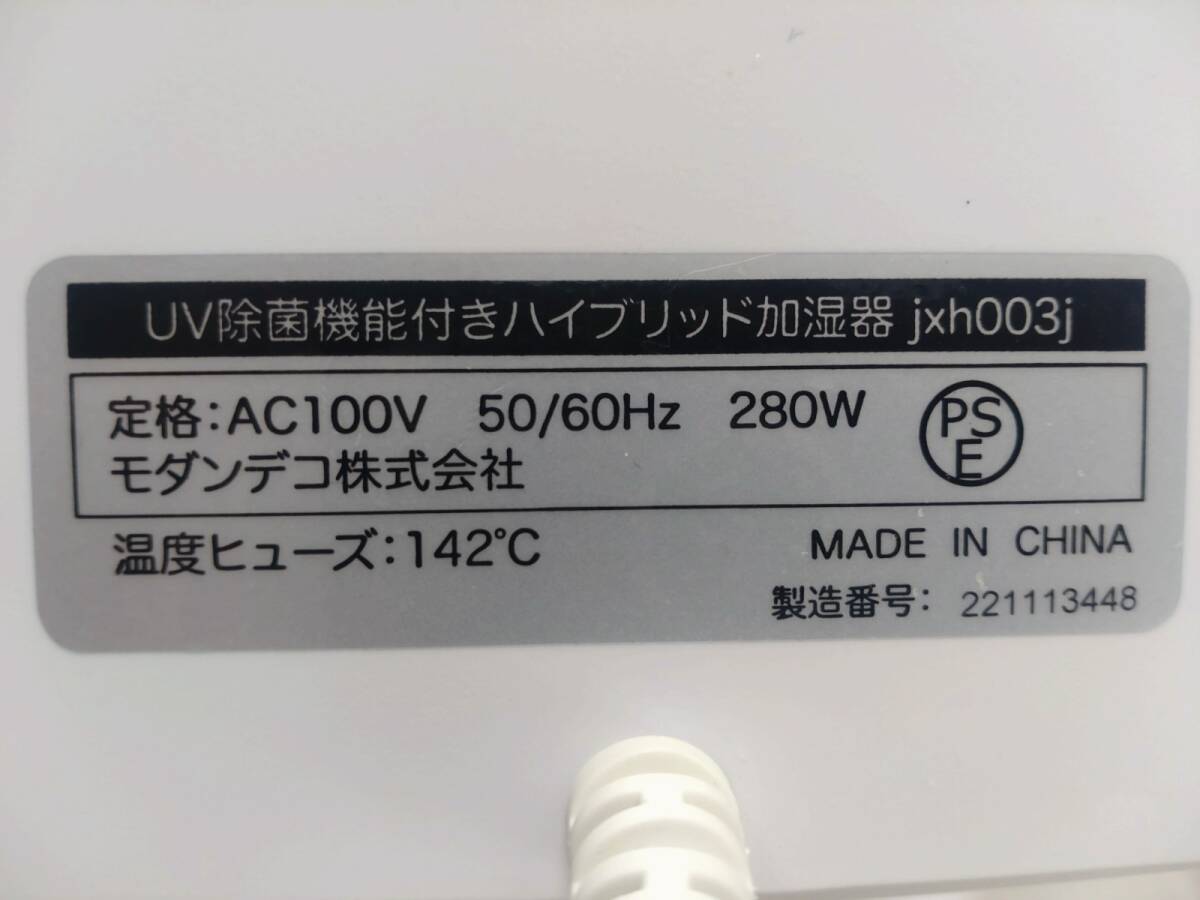 UV除菌機能付きハイブリッド加湿器 jxh003j
定格:AC100V 50/60Hz 280W
PSE
モダンデコ株式会社
温度ヒューズ:142℃
MADE IN CHINA
製造番号: 221113448